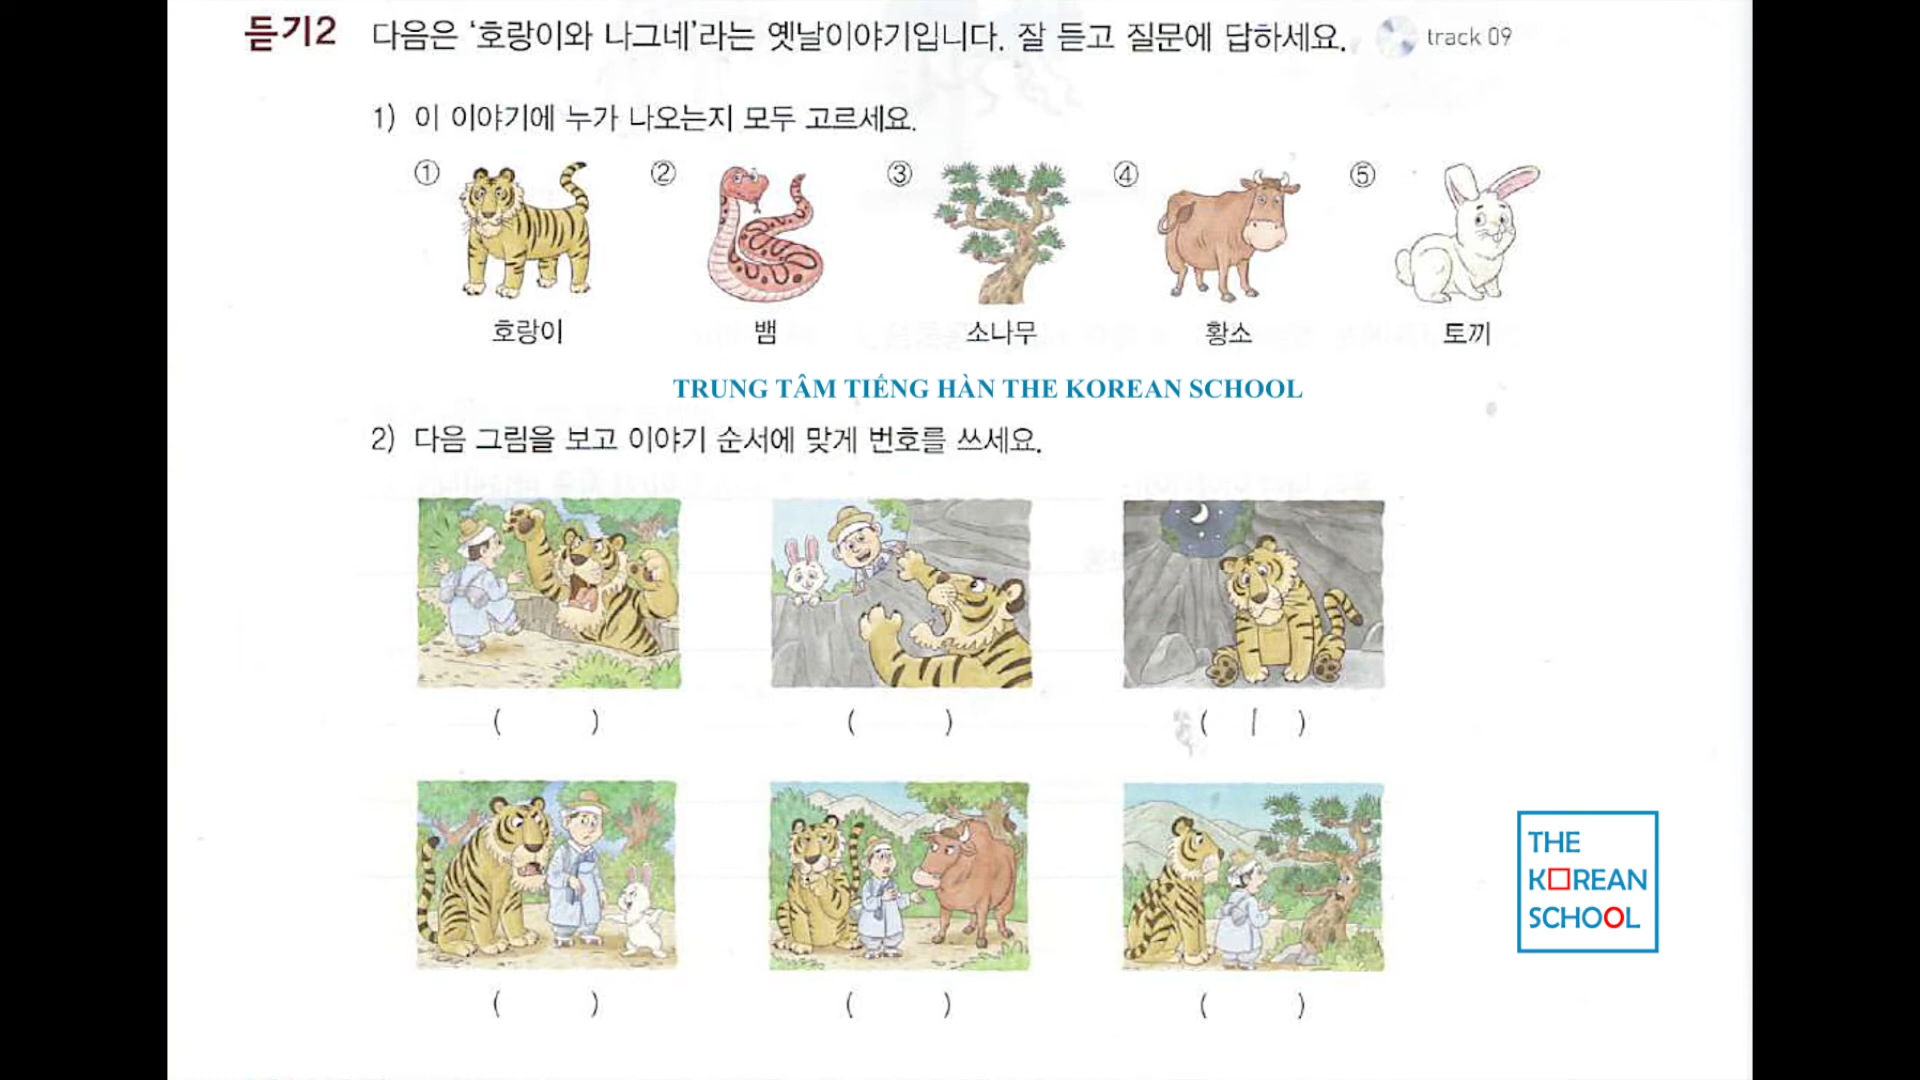 듣기2 다음은 ‘호랑이와 나그네’라는 옛날이야기입니다. 잘 듣고 질문에 답하세요. track 09
1) 이 이야기에 누가 나오는지 모두 고르세요.
① ② ③ ④ ⑤
호랑이 뱀 소나무 황소 토끼
TRUNG TÂM TIẾNG HÀN THE KOREAN SCHOOL
2) 다음 그림을 보고 이야기 순서에 맞게 번호를 쓰세요.
( ) ( ) ( 1 )
THE
KOREAN
SCHOOL
( ) ( ) ( )